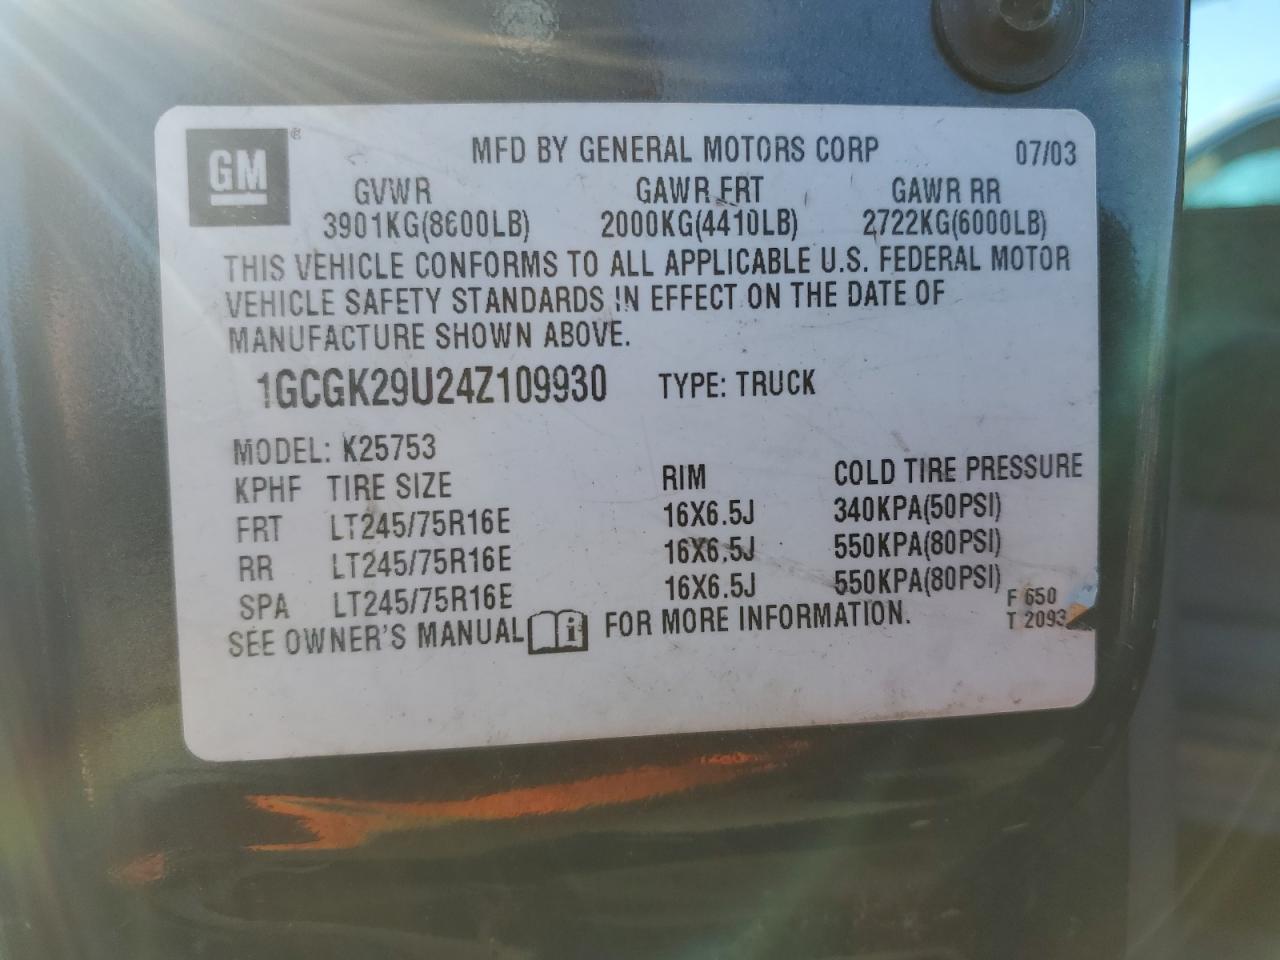 GM ®
MFD BY GENERAL MOTORS CORP 07/03
GVWR GAWR FRT GAWR RR
3901KG(8600LB) 2000KG(4410LB) 2722KG(6000LB)
THIS VEHICLE CONFORMS TO ALL APPLICABLE U.S. FEDERAL MOTOR
VEHICLE SAFETY STANDARDS IN EFFECT ON THE DATE OF
MANUFACTURE SHOWN ABOVE.
1GCGK29U24Z109930 TYPE: TRUCK
MODEL: K25753
KPHF TIRE SIZE RIM COLD TIRE PRESSURE
FRT LT245/75R16E 16X6.5J 340KPA(50PSI)
RR LT245/75R16E 16X6.5J 550KPA(80PSI)
SPA LT245/75R16E 16X6.5J 550KPA(80PSI)
SEE OWNER'S MANUAL i FOR MORE INFORMATION.
F 650
T 2093